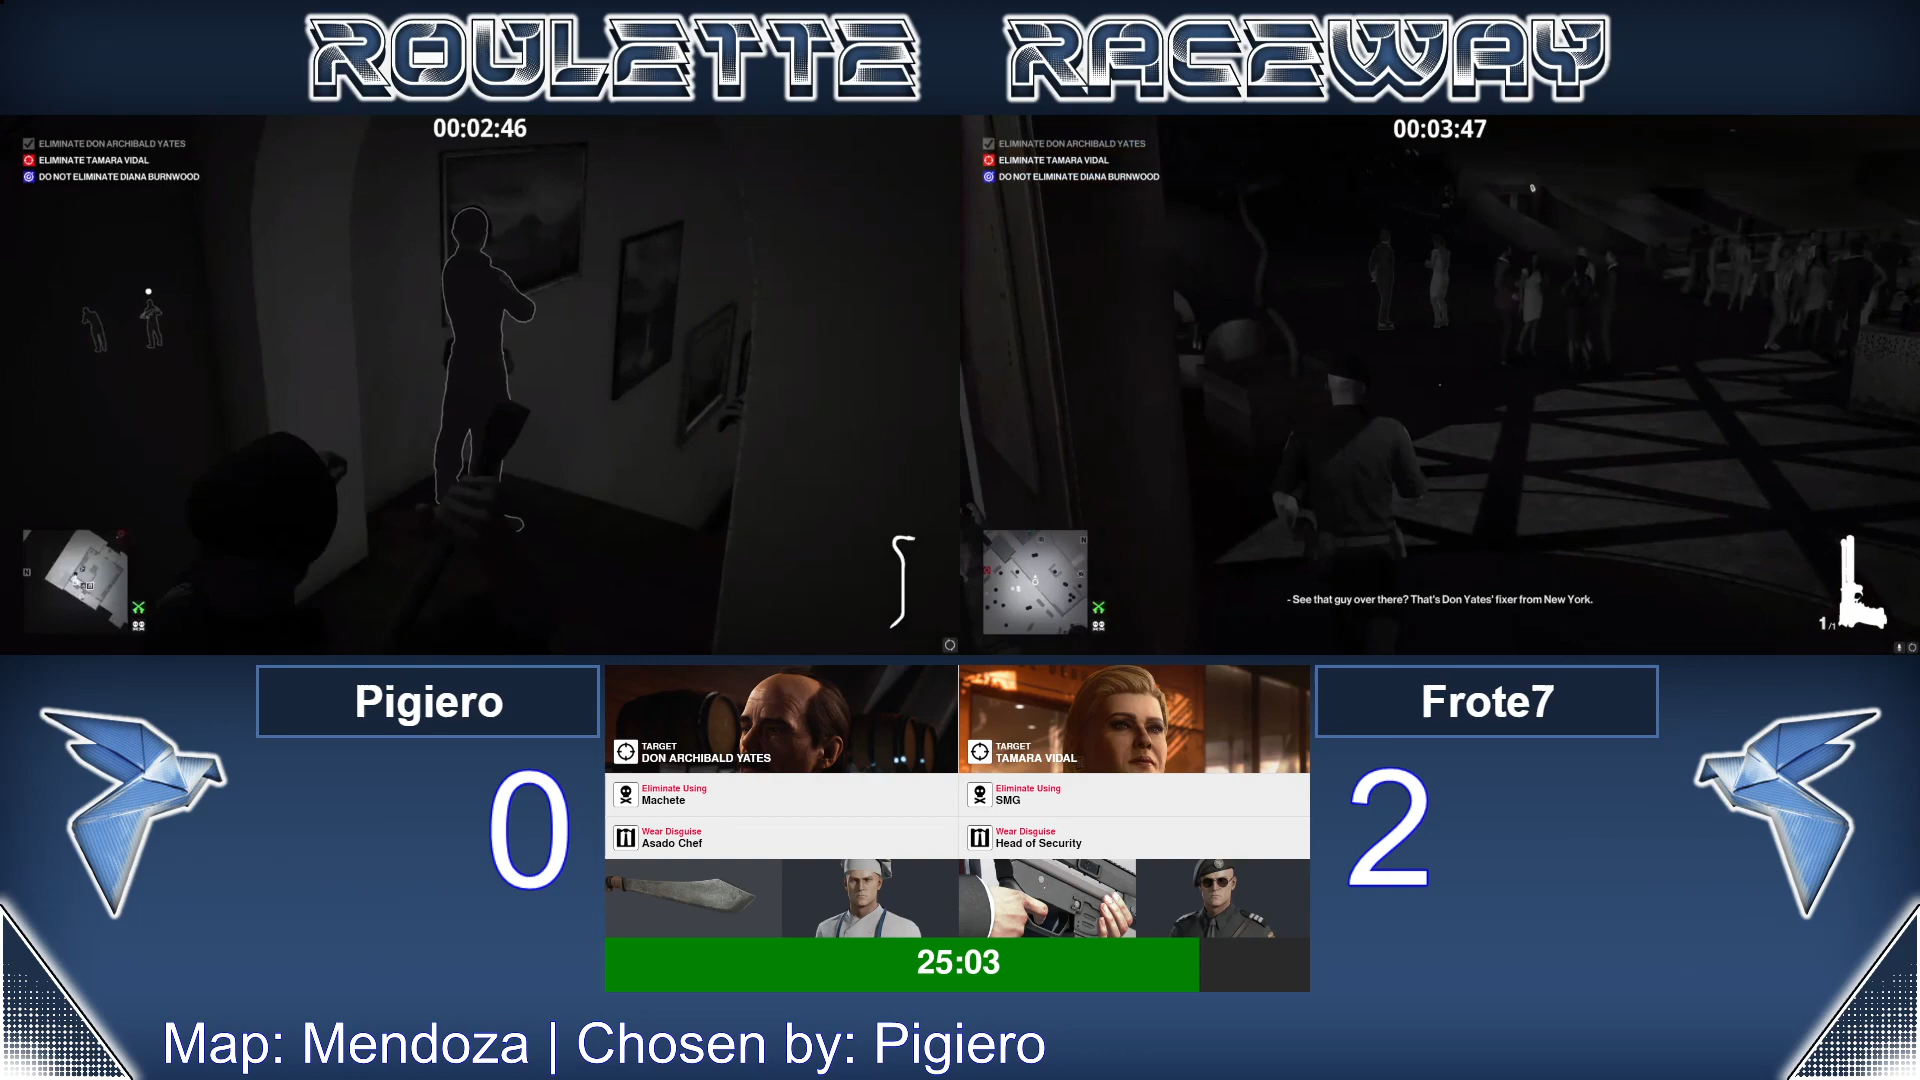 ROULETTE RACEWAY
00:02:46
ELIMINATE DON ARCHIBALD YATES
ELIMINATE TAMARA VIDAL
DO NOT ELIMINATE DIANA BURNWOOD
N
00:03:47
ELIMINATE DON ARCHIBALD YATES
ELIMINATE TAMARA VIDAL
DO NOT ELIMINATE DIANA BURNWOOD
N
- See that guy over there? That's Don Yates' fixer from New York.
1/1
Pigiero
0
TARGET
DON ARCHIBALD YATES
Eliminate Using
Machete
Wear Disguise
Asado Chef
TARGET
TAMARA VIDAL
Eliminate Using
SMG
Wear Disguise
Head of Security
25:03
Frote7
2
Map: Mendoza | Chosen by: Pigiero